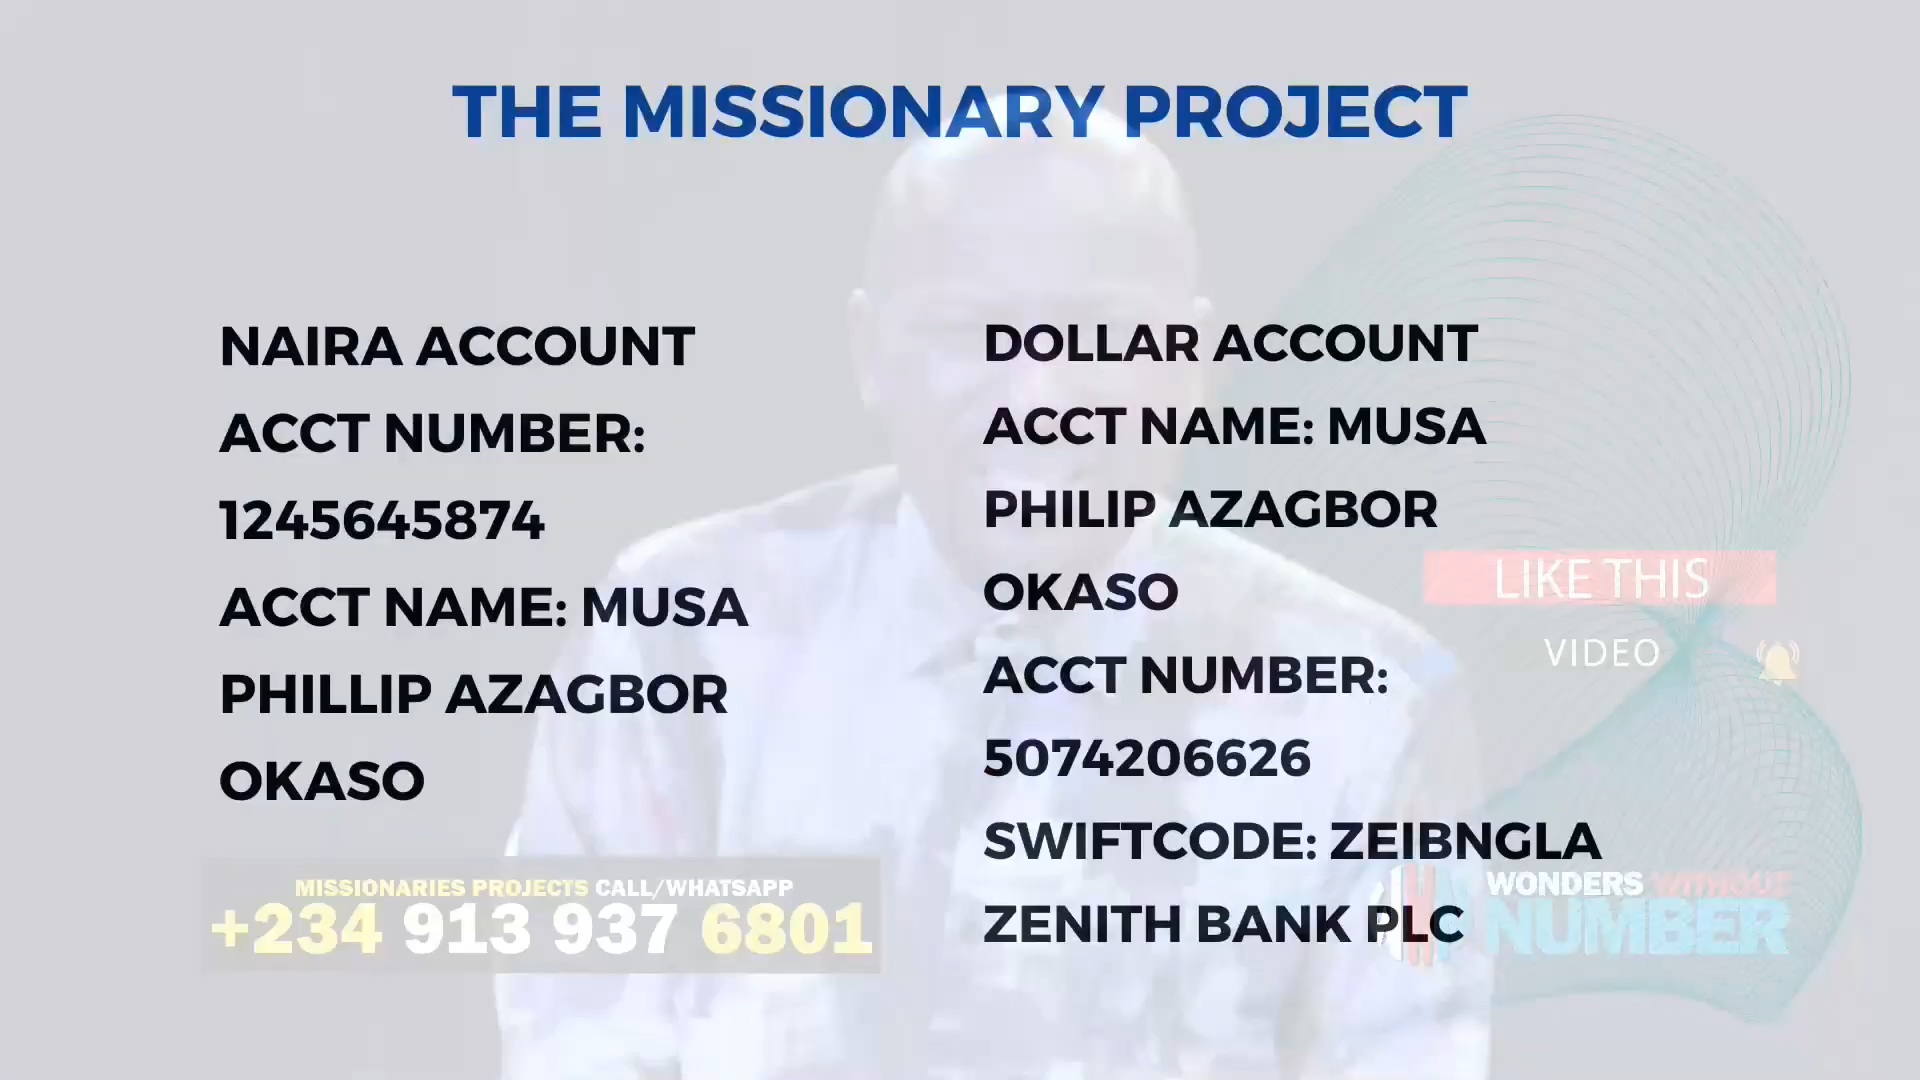 THE MISSIONARY PROJECT
NAIRA ACCOUNT
ACCT NUMBER:
1245645874
ACCT NAME: MUSA
PHILLIP AZAGBOR
OKASO
DOLLAR ACCOUNT
ACCT NAME: MUSA
PHILIP AZAGBOR
OKASO
ACCT NUMBER:
5074206626
SWIFTCODE: ZEIBNGLA
ZENITH BANK PLC
LIKE THIS
VIDEO
MISSIONARIES PROJECTS CALL/WHATSAPP
+234 913 937 6801
WONDERS WITHOUT
NUMBER